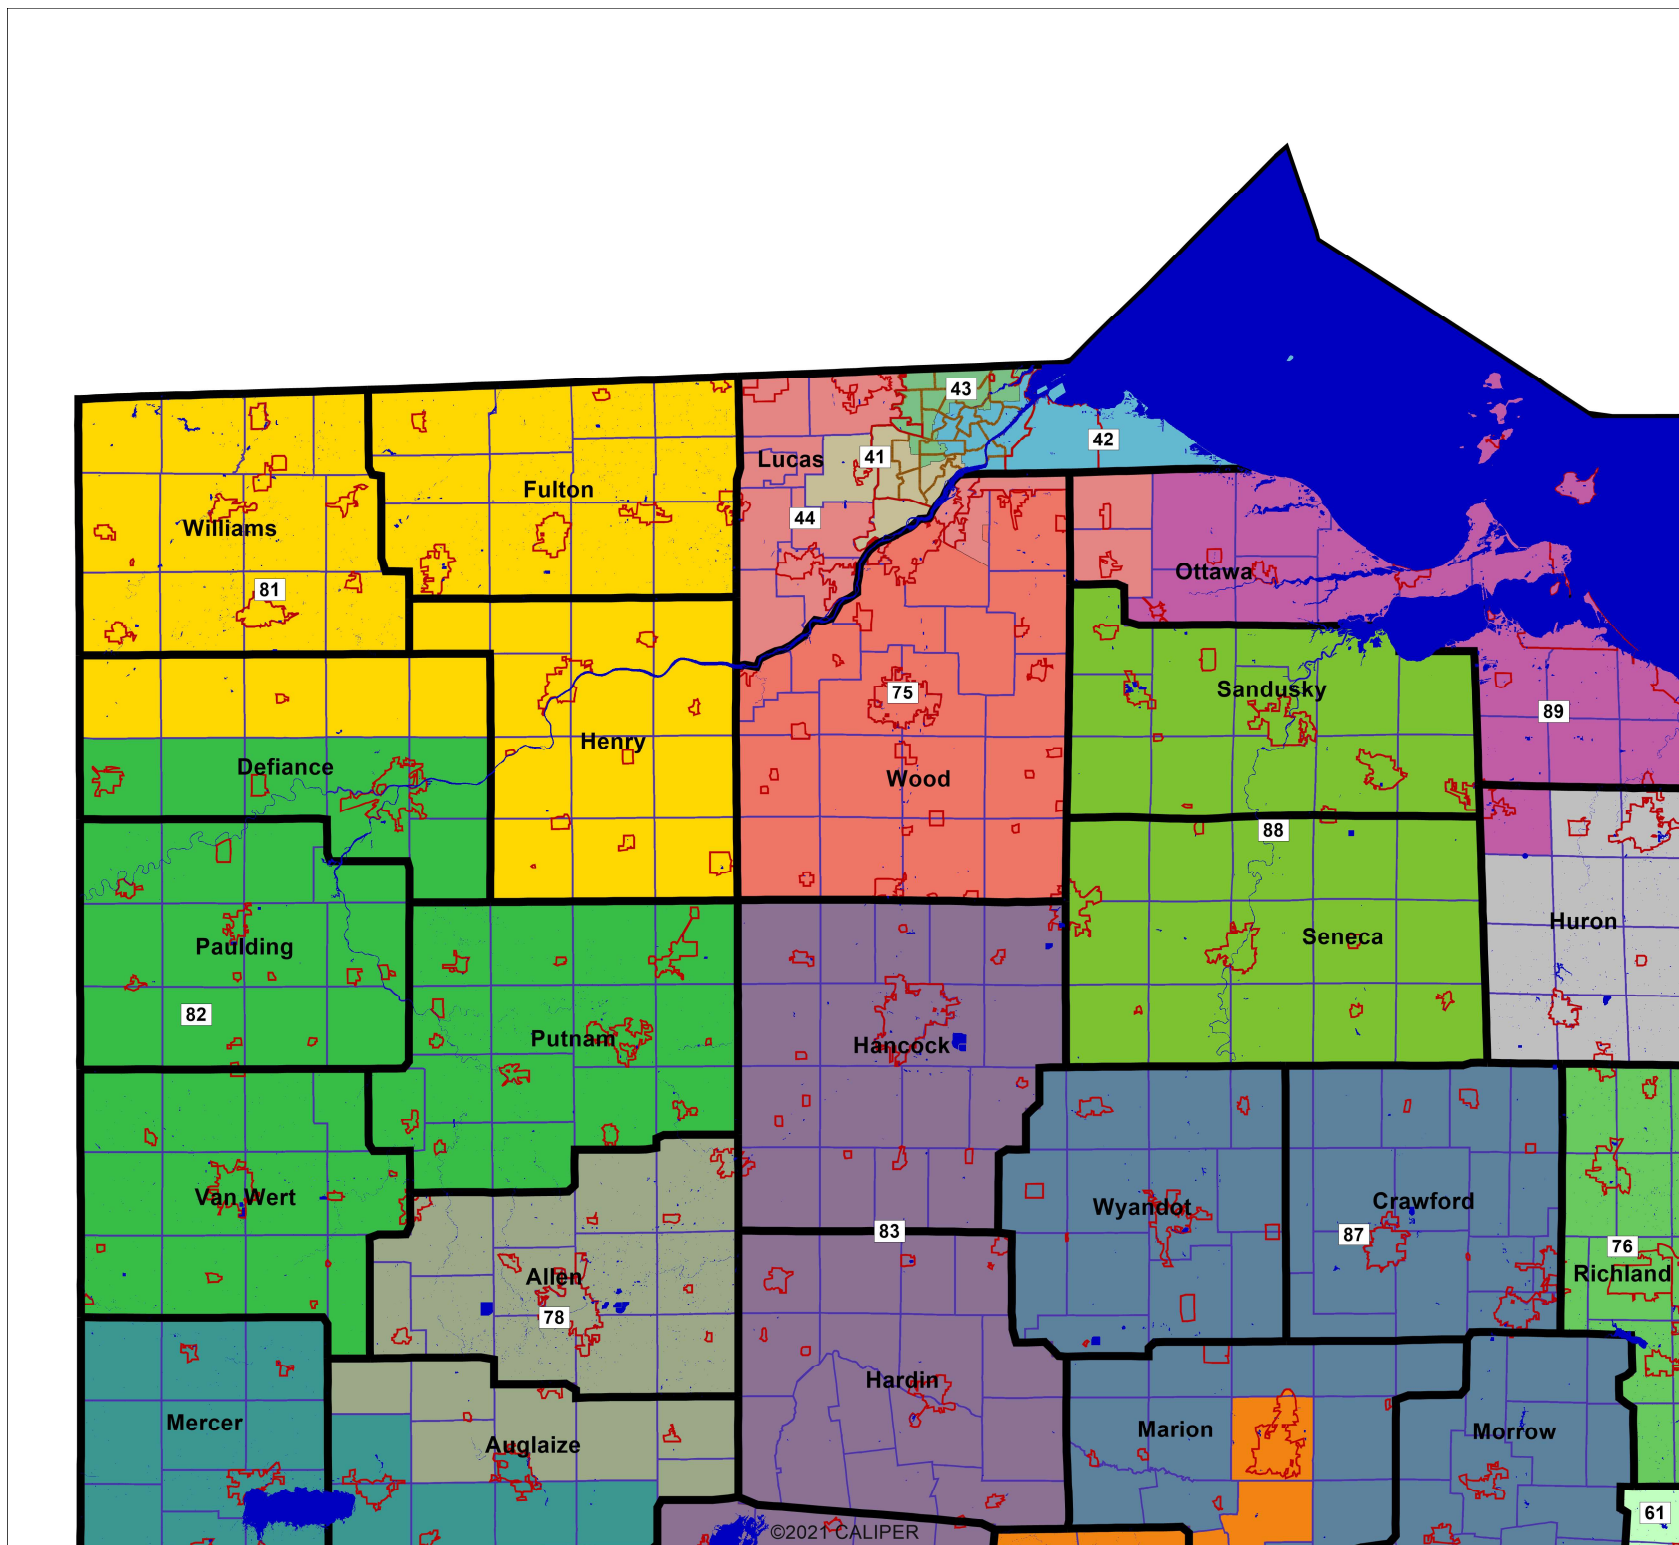 43
42
Lucas
41
Fulton
44
Williams
Ottawa
81
Sandusky
75
89
Henry
Defiance
Wood
88
Huron
Seneca
Paulding
82
Putnam
Hancock
Van Wert
Wyandot
Crawford
83
87
76
Allen
Richland
78
Hardin
Mercer
Marion
Morrow
Auglaize
61
©2021 CALIPER